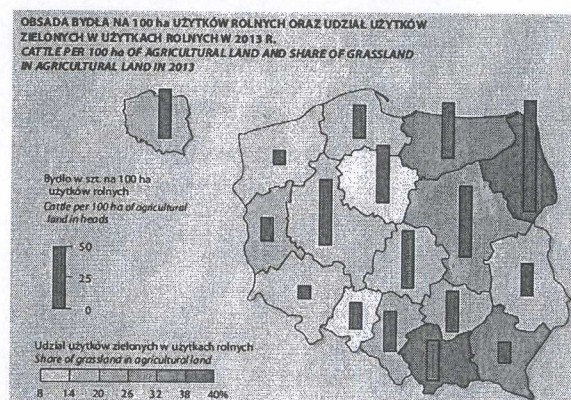 OBSADA BYDŁA NA 100 ha UŻYTKÓW ROLNYCH ORAZ UDZIAŁ UŻYTKÓW
ZIELONYCH W UŻYTKACH ROLNYCH W 2013 R.
CATTLE PER 100 ha OF AGRICULTURAL LAND AND SHARE OF GRASSLAND
IN AGRICULTURAL LAND IN 2013
Bydło w szt. na 100 ha
użytków rolnych
Cattle per 100 ha of agricultural
land in heads
50
25
0
Udział użytków zielonych w użytkach rolnych
Share of grassland in agricultural land
8 14 20 26 32 38 40%